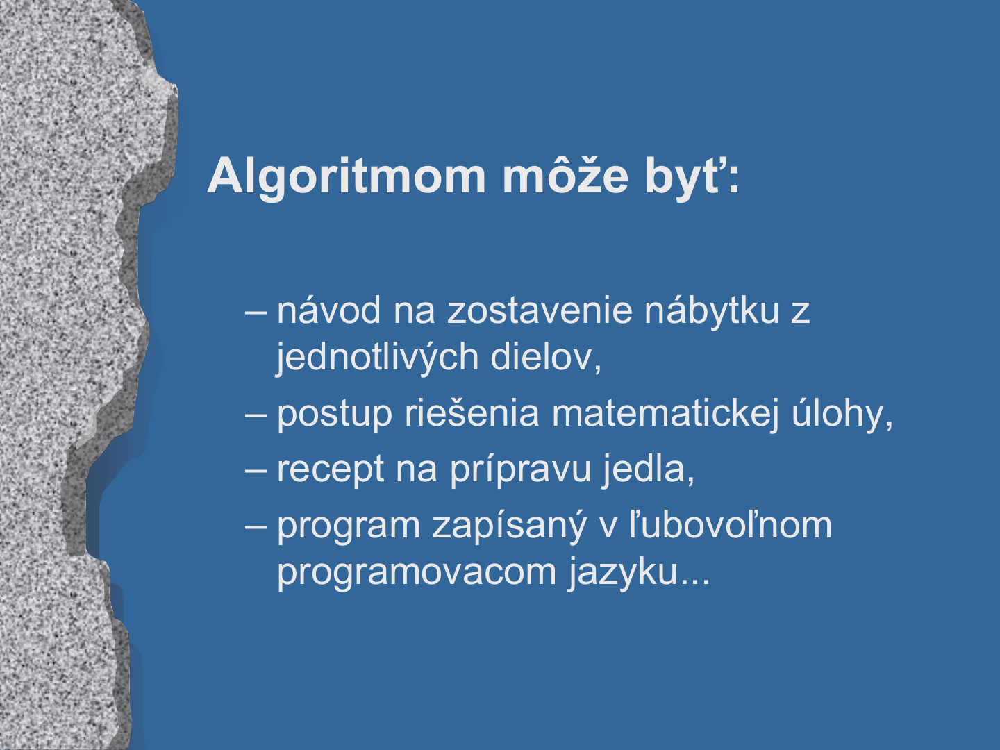 Algoritmom môže byť:
– návod na zostavenie nábytku z
jednotlivých dielov,
– postup riešenia matematickej úlohy,
– recept na prípravu jedla,
– program zapísaný v ľubovoľnom
programovacom jazyku...